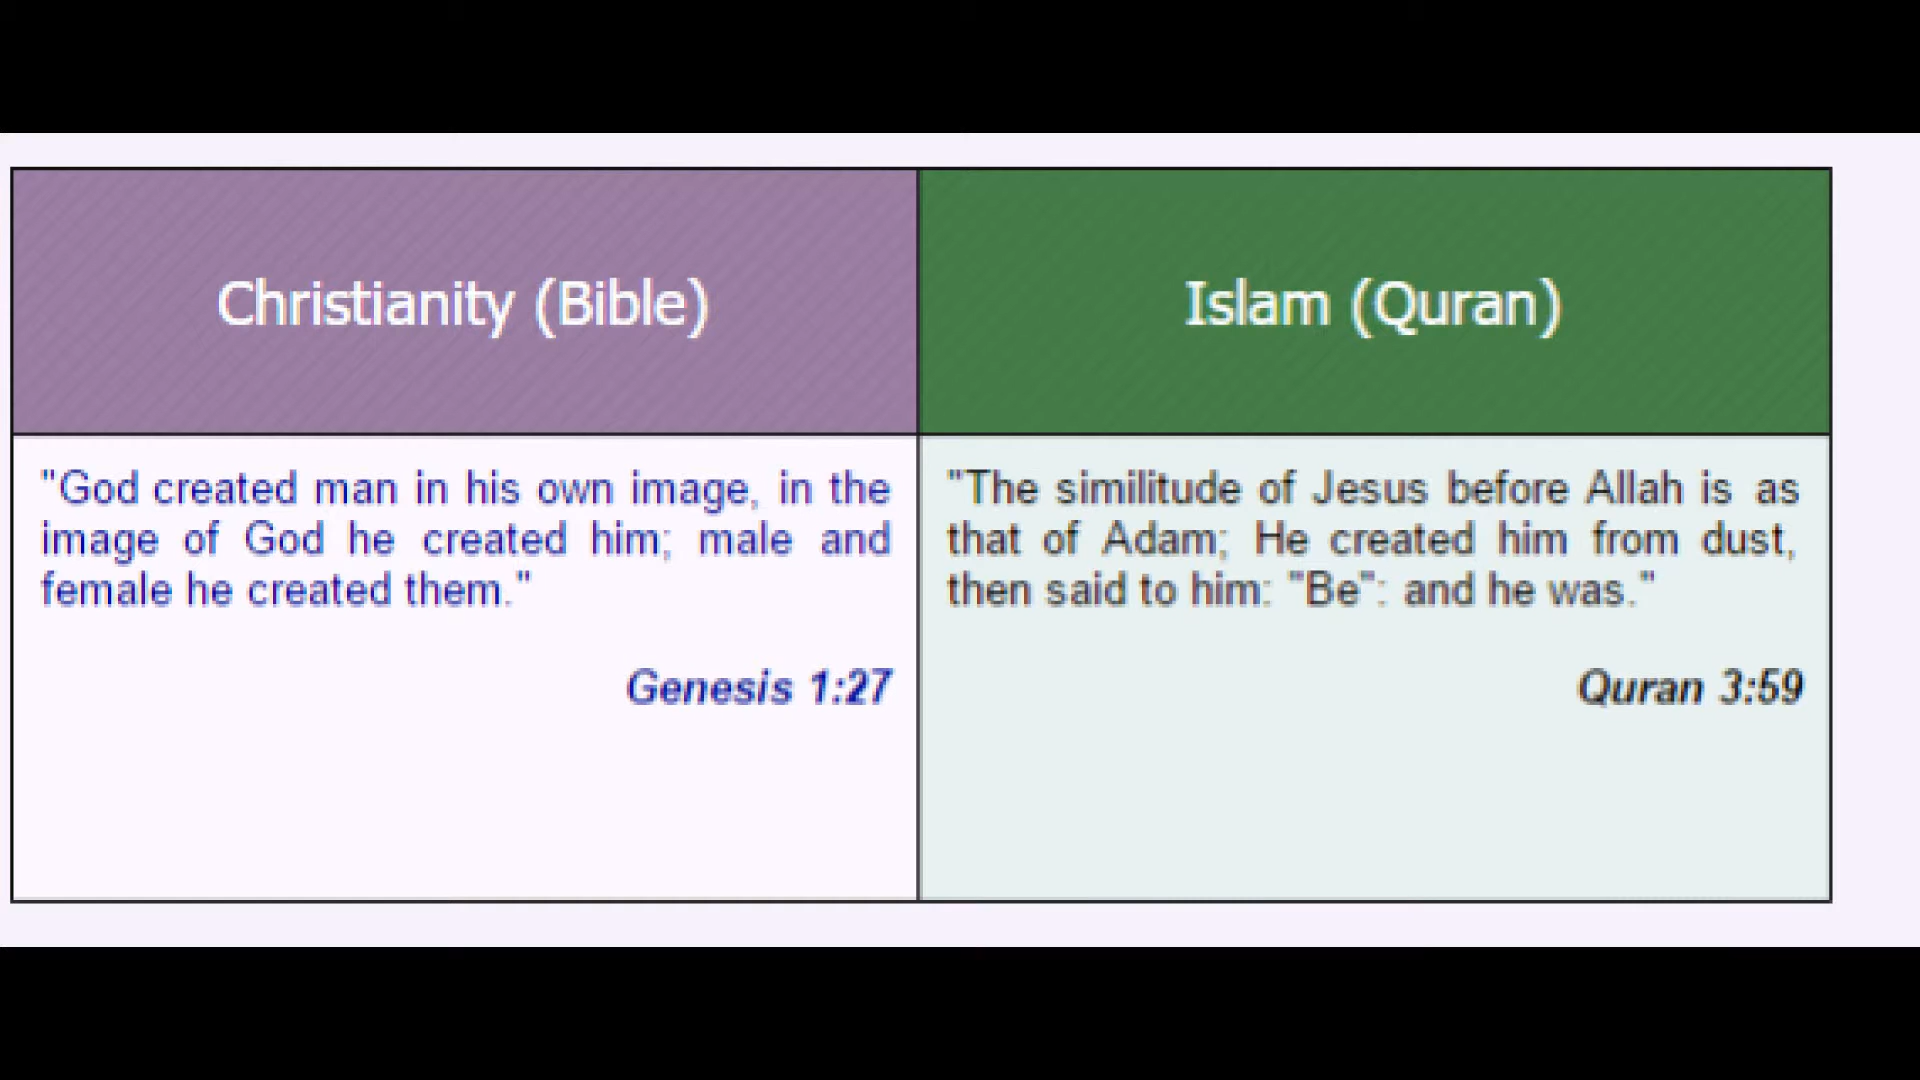 Christianity (Bible)
Islam (Quran)
"God created man in his own image, in the
image of God he created him; male and
female he created them."
Genesis 1:27
"The similitude of Jesus before Allah is as
that of Adam; He created him from dust,
then said to him: "Be": and he was."
Quran 3:59